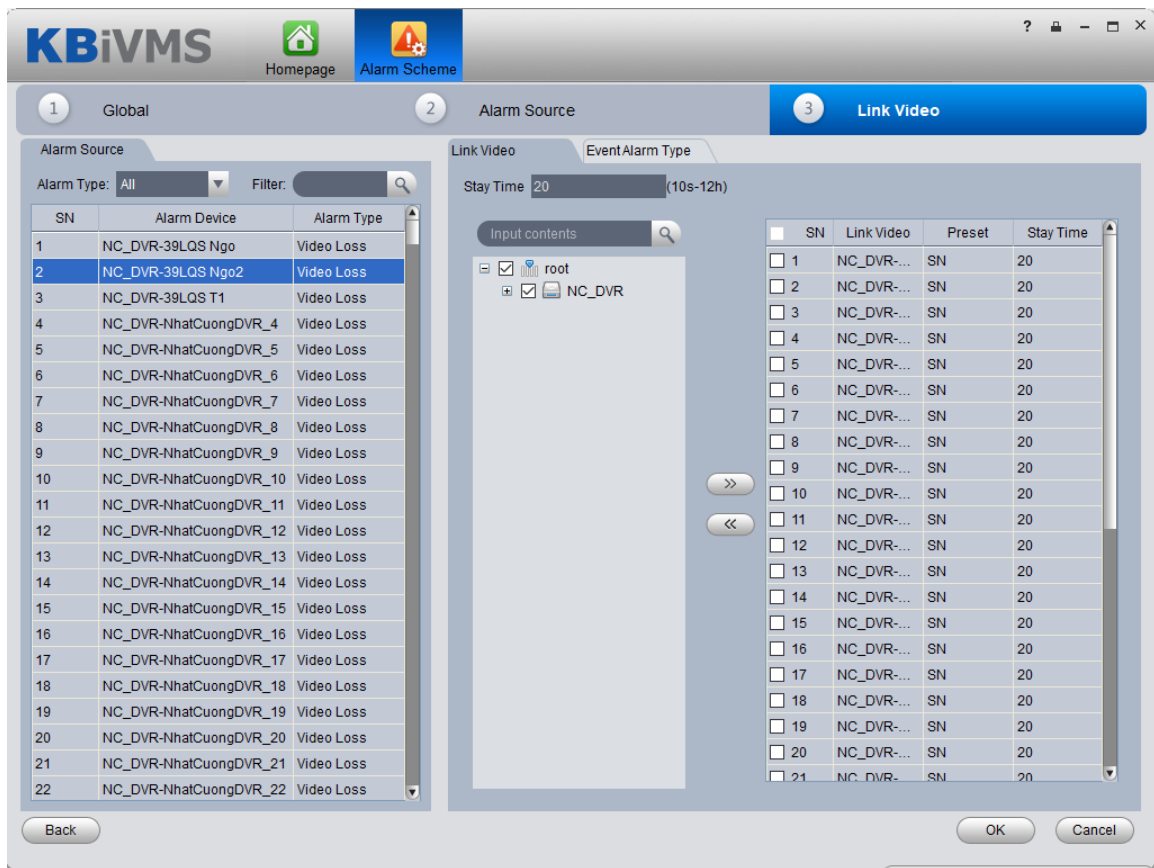 KBiVMS
Homepage
Alarm Scheme
?
1 Global
2 Alarm Source
3 Link Video
Alarm Source
Alarm Type: All Filter:
SN Alarm Device Alarm Type
1 NC_DVR-39LQS Ngo Video Loss
2 NC_DVR-39LQS Ngo2 Video Loss
3 NC_DVR-39LQS T1 Video Loss
4 NC_DVR-NhatCuongDVR_4 Video Loss
5 NC_DVR-NhatCuongDVR_5 Video Loss
6 NC_DVR-NhatCuongDVR_6 Video Loss
7 NC_DVR-NhatCuongDVR_7 Video Loss
8 NC_DVR-NhatCuongDVR_8 Video Loss
9 NC_DVR-NhatCuongDVR_9 Video Loss
10 NC_DVR-NhatCuongDVR_10 Video Loss
11 NC_DVR-NhatCuongDVR_11 Video Loss
12 NC_DVR-NhatCuongDVR_12 Video Loss
13 NC_DVR-NhatCuongDVR_13 Video Loss
14 NC_DVR-NhatCuongDVR_14 Video Loss
15 NC_DVR-NhatCuongDVR_15 Video Loss
16 NC_DVR-NhatCuongDVR_16 Video Loss
17 NC_DVR-NhatCuongDVR_17 Video Loss
18 NC_DVR-NhatCuongDVR_18 Video Loss
19 NC_DVR-NhatCuongDVR_19 Video Loss
20 NC_DVR-NhatCuongDVR_20 Video Loss
21 NC_DVR-NhatCuongDVR_21 Video Loss
22 NC_DVR-NhatCuongDVR_22 Video Loss
Link Video Event Alarm Type
Stay Time 20 (10s-12h)
Input contents
root
NC_DVR
>>
<<
SN Link Video Preset Stay Time
1 NC_DVR-... SN 20
2 NC_DVR-... SN 20
3 NC_DVR-... SN 20
4 NC_DVR-... SN 20
5 NC_DVR-... SN 20
6 NC_DVR-... SN 20
7 NC_DVR-... SN 20
8 NC_DVR-... SN 20
9 NC_DVR-... SN 20
10 NC_DVR-... SN 20
11 NC_DVR-... SN 20
12 NC_DVR-... SN 20
13 NC_DVR-... SN 20
14 NC_DVR-... SN 20
15 NC_DVR-... SN 20
16 NC_DVR-... SN 20
17 NC_DVR-... SN 20
18 NC_DVR-... SN 20
19 NC_DVR-... SN 20
20 NC_DVR-... SN 20
21 NC_DVR-... SN 20
Back OK Cancel